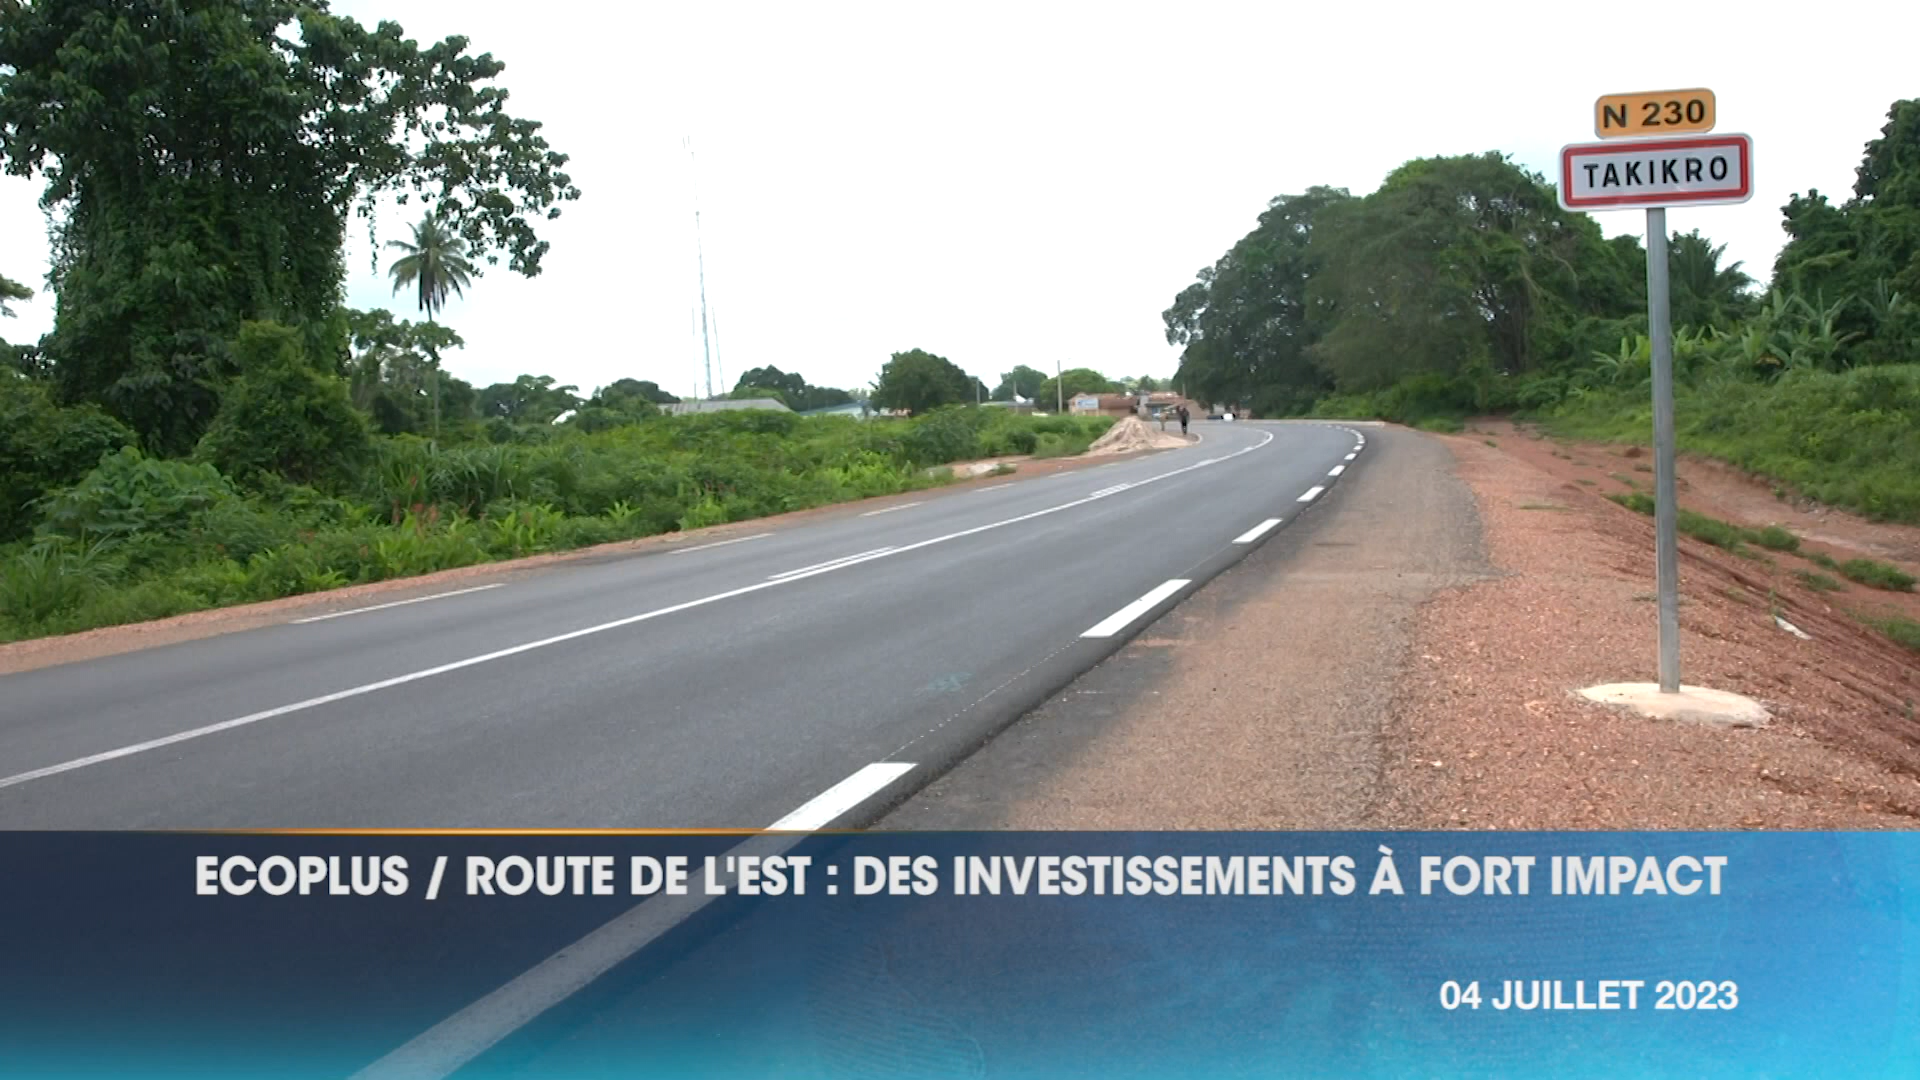 N 230
TAKIKRO
ECOPLUS / ROUTE DE L'EST : DES INVESTISSEMENTS À FORT IMPACT
04 JUILLET 2023